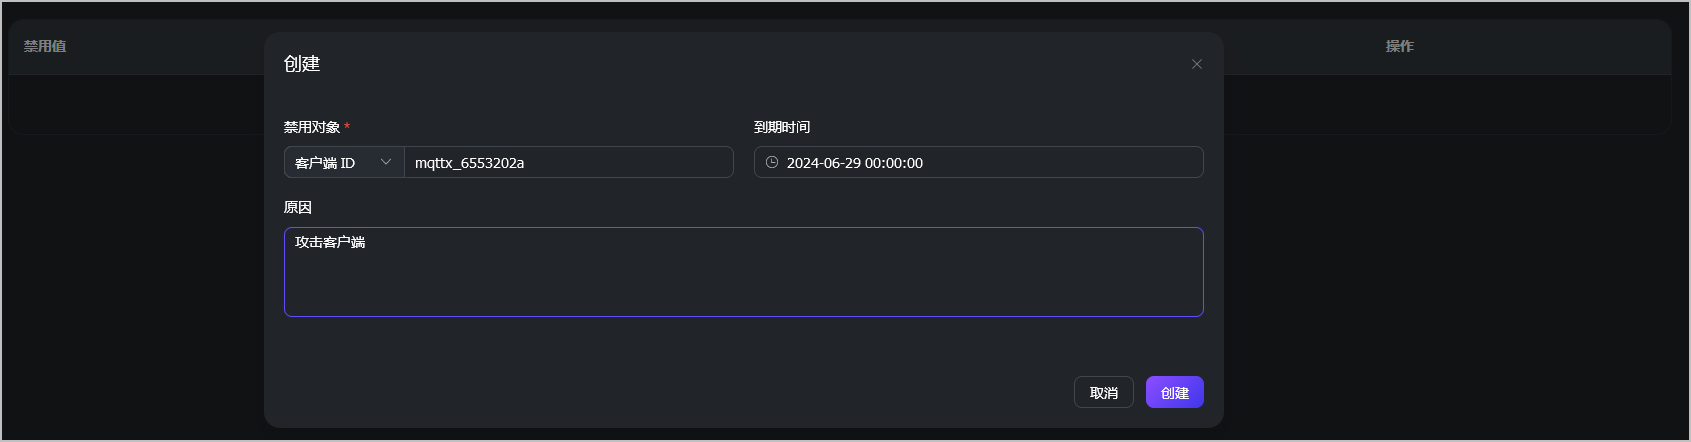 禁用值
操作
创建
禁用对象 *
到期时间
客户端 ID
mqttx_6553202a
2024-06-29 00:00:00
原因
攻击客户端
取消
创建